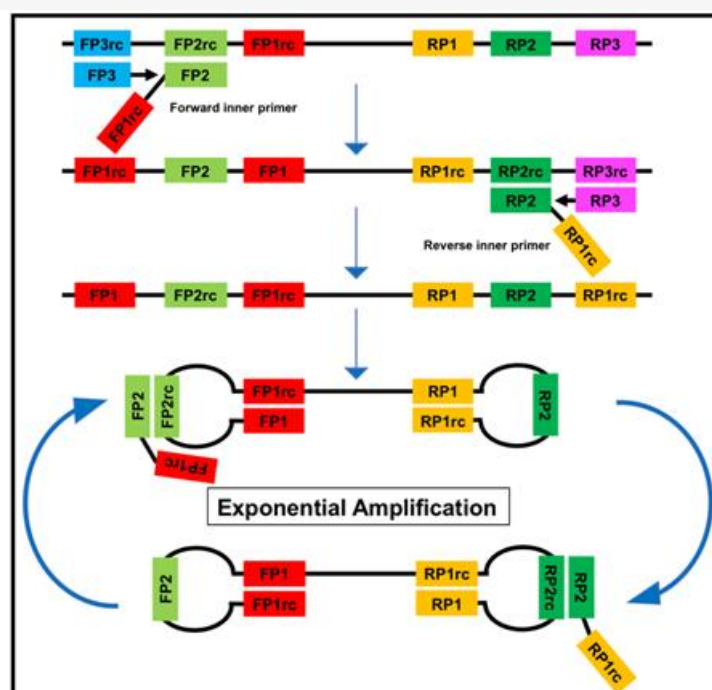 FP3rc FP2rc FP1rc RP1 RP2 RP3
FP3 FP2
FP1rc
Forward inner primer
FP1rc FP2 FP1 RP1rc RP2rc RP3rc
RP2 RP3
RP1rc
Reverse inner primer
FP1 FP2rc FP1rc RP1 RP2 RP1rc
FP2 FP2rc FP1rc RP1 RP2
FP1 RP1rc
FP1rc
Exponential Amplification
FP2 FP1 RP1rc RP2rc RP2
FP1rc RP1
RP1rc